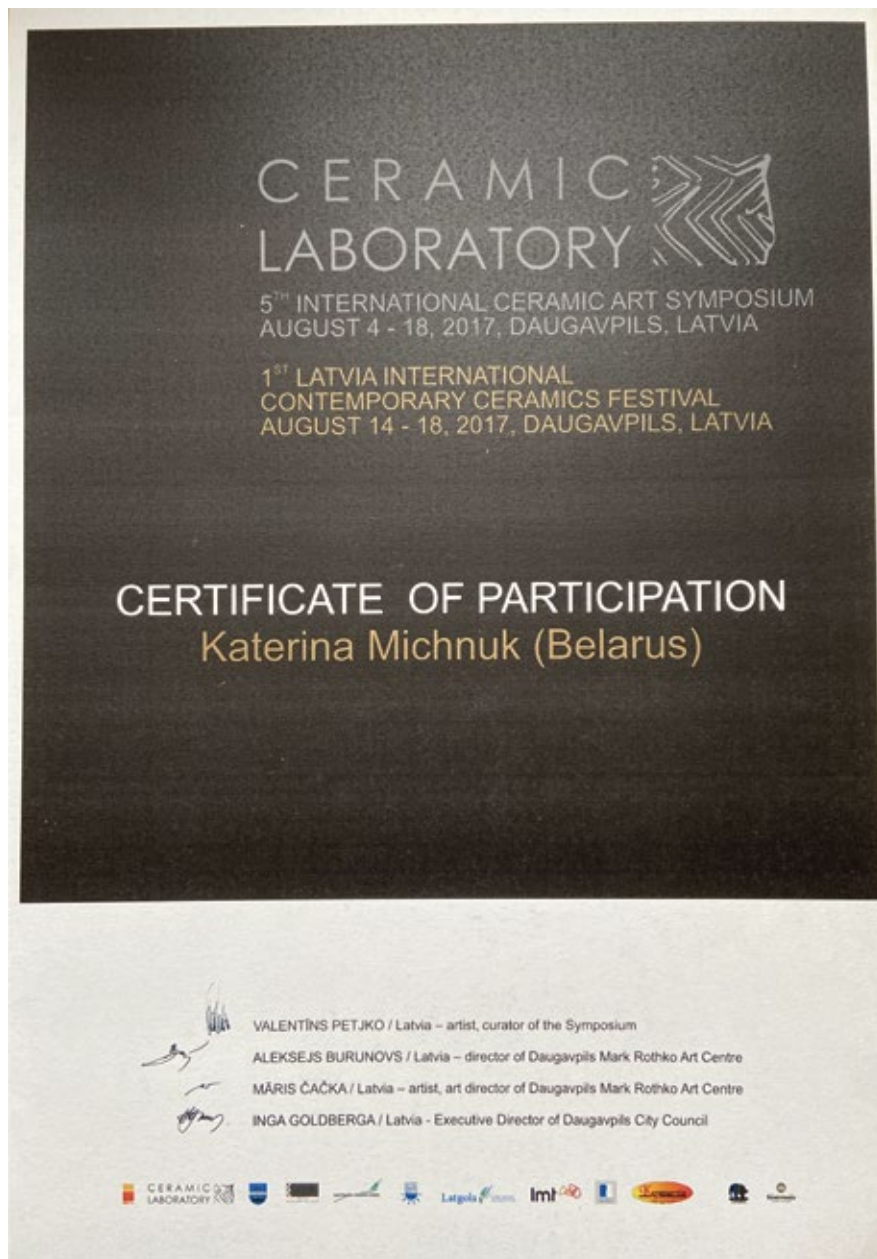 CERAMIC
LABORATORY
5TH INTERNATIONAL CERAMIC ART SYMPOSIUM
AUGUST 4 - 18, 2017, DAUGAVPILS, LATVIA
1ST LATVIA INTERNATIONAL
CONTEMPORARY CERAMICS FESTIVAL
AUGUST 14 - 18, 2017, DAUGAVPILS, LATVIA
CERTIFICATE OF PARTICIPATION
Katerina Michnuk (Belarus)
VALENTĪNS PETJKO / Latvia – artist, curator of the Symposium
ALEKSEJS BURUNOVS / Latvia – director of Daugavpils Mark Rothko Art Centre
MĀRIS ČAČKA / Latvia – artist, art director of Daugavpils Mark Rothko Art Centre
INGA GOLDBERGA / Latvia - Executive Director of Daugavpils City Council
CERAMIC
LABORATORY
Latgola
lmt